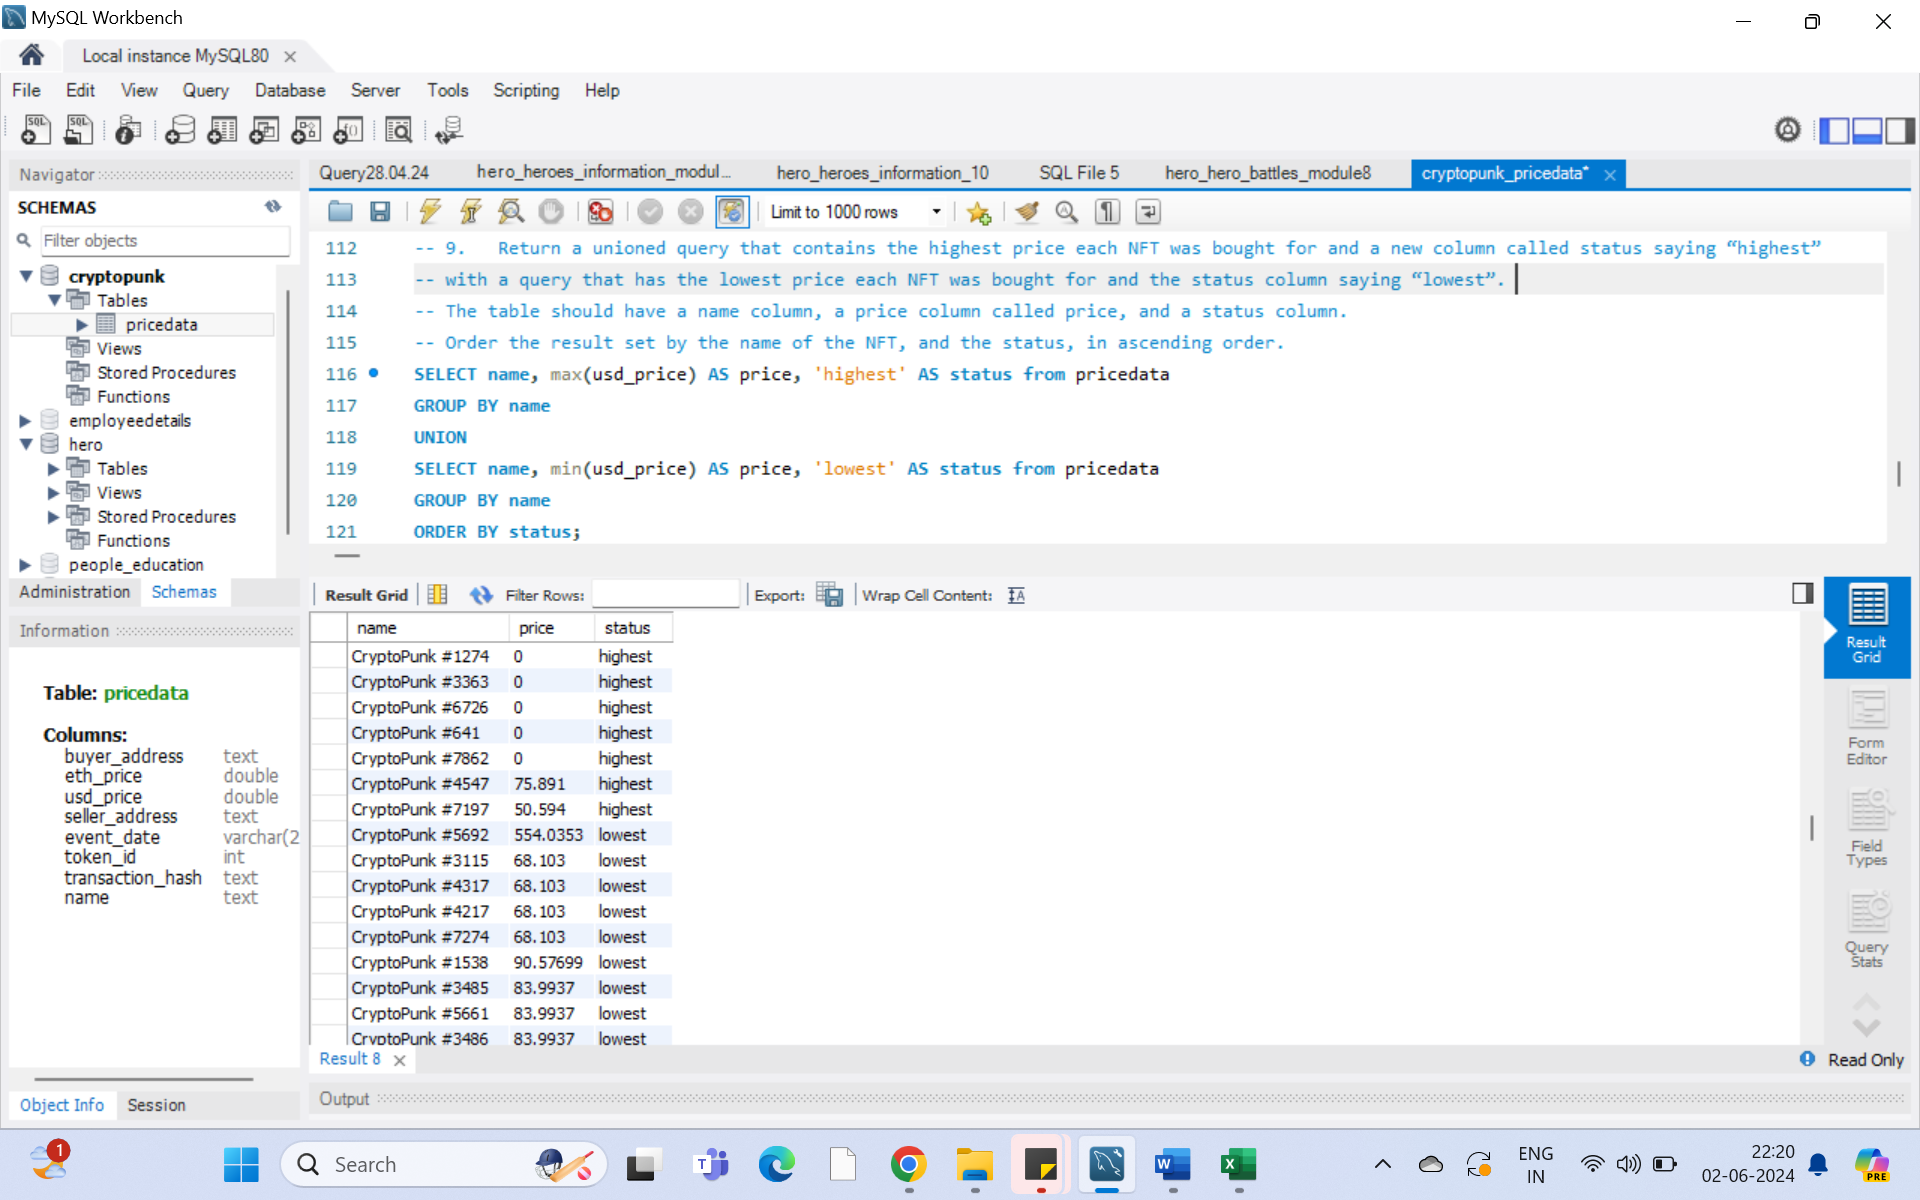 MySQL Workbench
Local instance MySQL80
File Edit View Query Database Server Tools Scripting Help
Navigator
SCHEMAS
Filter objects
cryptopunk
Tables
pricedata
Views
Stored Procedures
Functions
employeedetails
hero
Tables
Views
Stored Procedures
Functions
people_education
Administration Schemas
Information
Table: pricedata
Columns:
buyer_address text
eth_price double
usd_price double
seller_address text
event_date varchar(2
token_id int
transaction_hash text
name text
Object Info Session
Query28.04.24 hero_heroes_information_modul... hero_heroes_information_10 SQL File 5 hero_hero_battles_module8 cryptopunk_pricedata*
Limit to 1000 rows
112 -- 9. Return a unioned query that contains the highest price each NFT was bought for and a new column called status saying “highest”
113 -- with a query that has the lowest price each NFT was bought for and the status column saying “lowest”.
114 -- The table should have a name column, a price column called price, and a status column.
115 -- Order the result set by the name of the NFT, and the status, in ascending order.
116 SELECT name, max(usd_price) AS price, 'highest' AS status from pricedata
117 GROUP BY name
118 UNION
119 SELECT name, min(usd_price) AS price, 'lowest' AS status from pricedata
120 GROUP BY name
121 ORDER BY status;
Result Grid Filter Rows: Export: Wrap Cell Content:
name price status
CryptoPunk #1274 0 highest
CryptoPunk #3363 0 highest
CryptoPunk #6726 0 highest
CryptoPunk #641 0 highest
CryptoPunk #7862 0 highest
CryptoPunk #4547 75.891 highest
CryptoPunk #7197 50.594 highest
CryptoPunk #5692 554.0353 lowest
CryptoPunk #3115 68.103 lowest
CryptoPunk #4317 68.103 lowest
CryptoPunk #4217 68.103 lowest
CryptoPunk #7274 68.103 lowest
CryptoPunk #1538 90.57699 lowest
CryptoPunk #3485 83.9937 lowest
CryptoPunk #5661 83.9937 lowest
CryptoPunk #3486 83.9937 lowest
Result 8
Result
Grid
Form
Editor
Field
Types
Query
Stats
Read Only
Output
1
Search
ENG
IN
22:20
02-06-2024
PRE